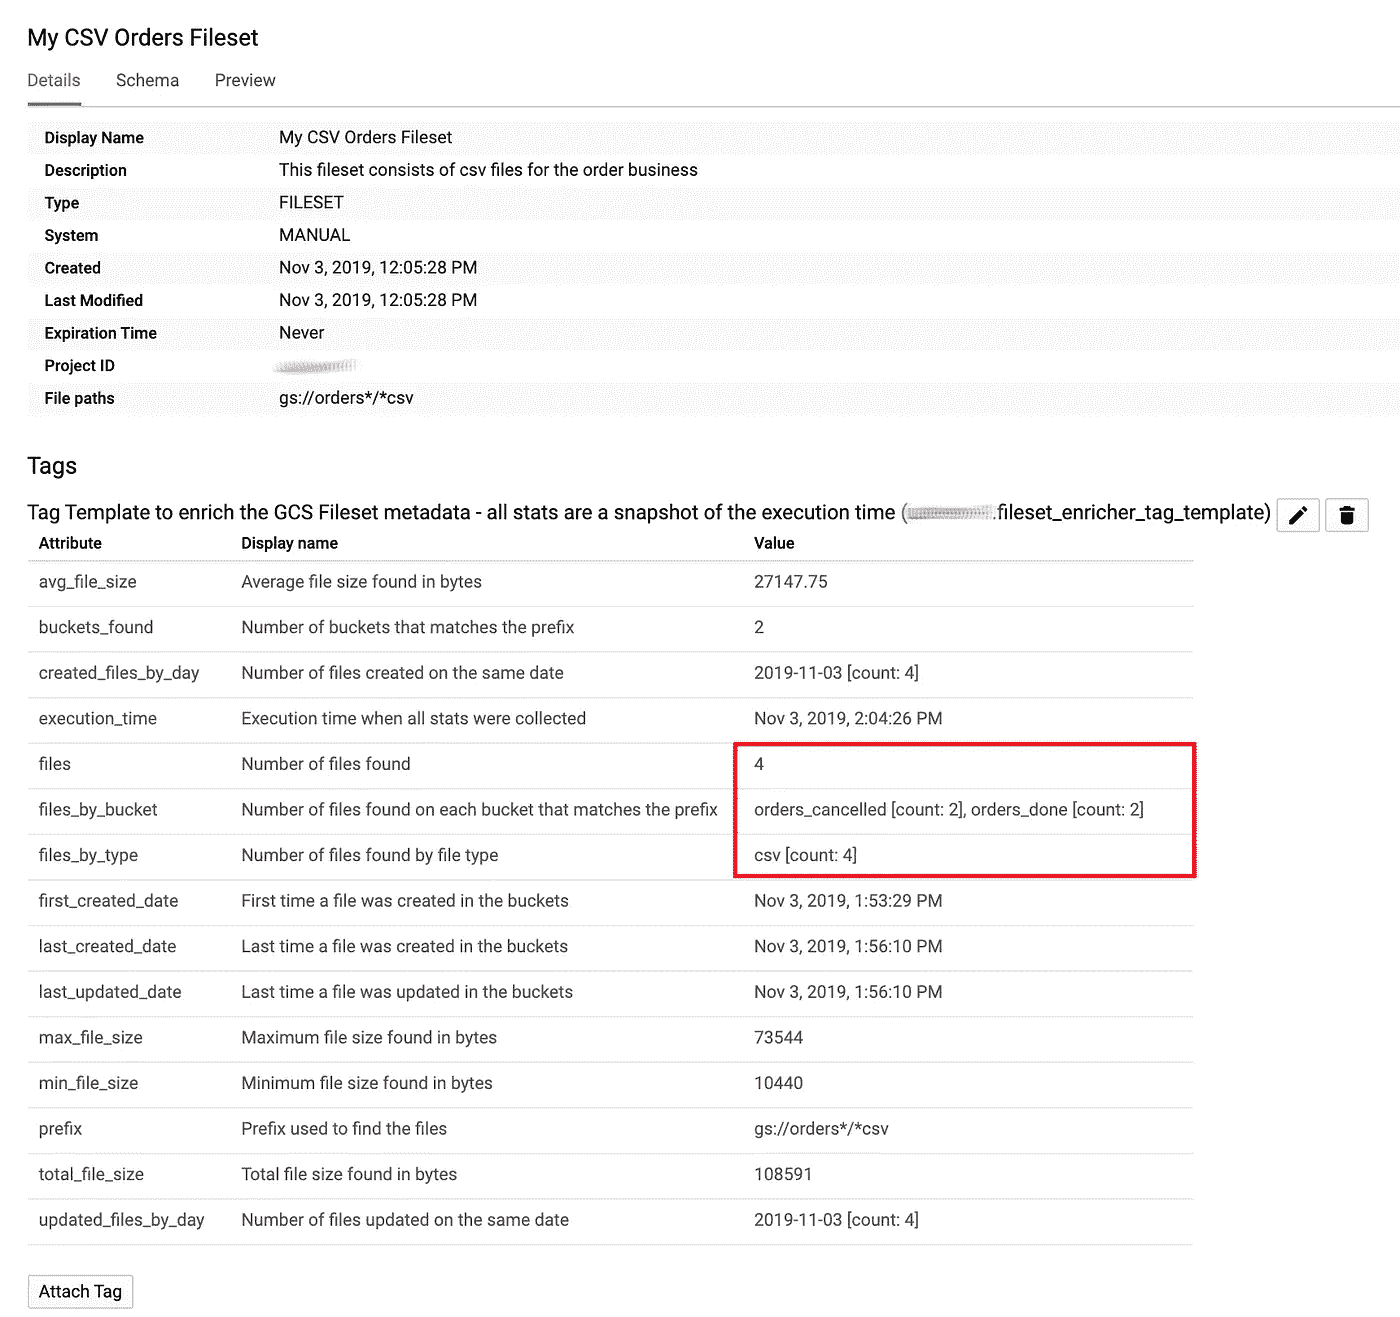 My CSV Orders Fileset
Details Schema Preview
Display Name My CSV Orders Fileset
Description This fileset consists of csv files for the order business
Type FILESET
System MANUAL
Created Nov 3, 2019, 12:05:28 PM
Last Modified Nov 3, 2019, 12:05:28 PM
Expiration Time Never
Project ID
File paths gs://orders*/*csv
Tags
Tag Template to enrich the GCS Fileset metadata - all stats are a snapshot of the execution time ( .fileset_enricher_tag_template)
Attribute Display name Value
avg_file_size Average file size found in bytes 27147.75
buckets_found Number of buckets that matches the prefix 2
created_files_by_day Number of files created on the same date 2019-11-03 [count: 4]
execution_time Execution time when all stats were collected Nov 3, 2019, 2:04:26 PM
files Number of files found 4
files_by_bucket Number of files found on each bucket that matches the prefix orders_cancelled [count: 2], orders_done [count: 2]
files_by_type Number of files found by file type csv [count: 4]
first_created_date First time a file was created in the buckets Nov 3, 2019, 1:53:29 PM
last_created_date Last time a file was created in the buckets Nov 3, 2019, 1:56:10 PM
last_updated_date Last time a file was updated in the buckets Nov 3, 2019, 1:56:10 PM
max_file_size Maximum file size found in bytes 73544
min_file_size Minimum file size found in bytes 10440
prefix Prefix used to find the files gs://orders*/*csv
total_file_size Total file size found in bytes 108591
updated_files_by_day Number of files updated on the same date 2019-11-03 [count: 4]
Attach Tag